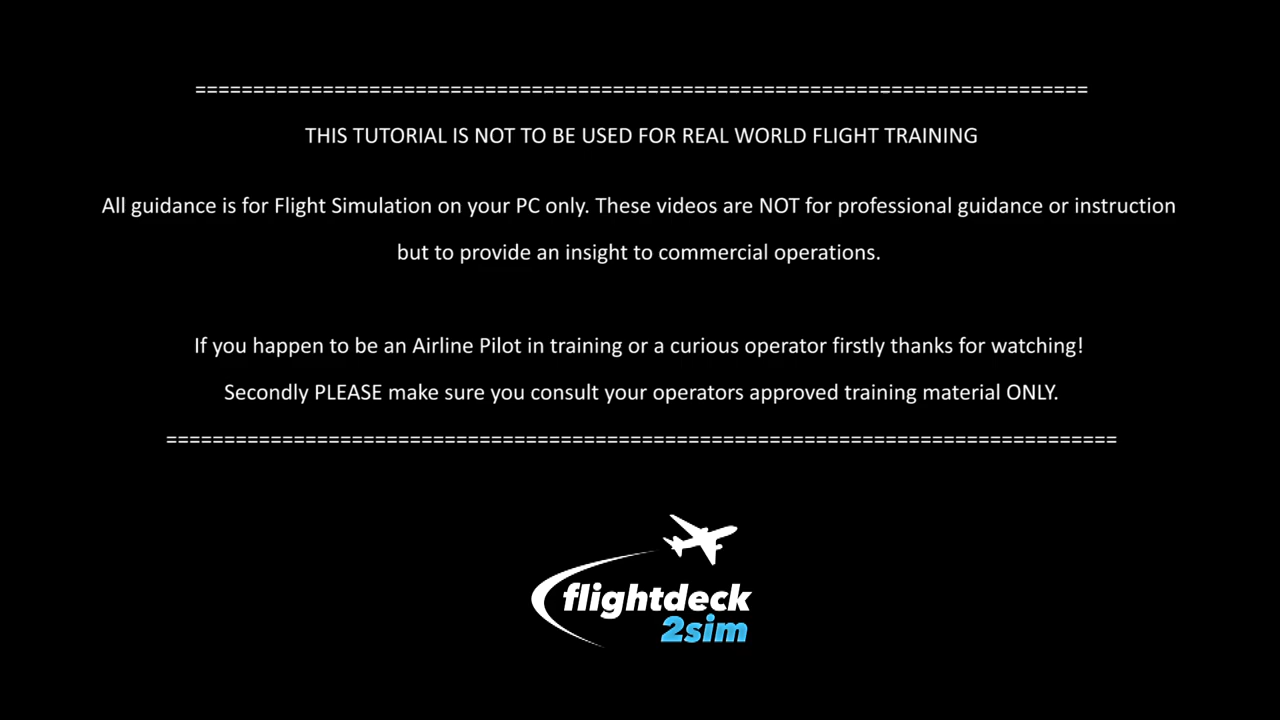 =============================================================================
THIS TUTORIAL IS NOT TO BE USED FOR REAL WORLD FLIGHT TRAINING
All guidance is for Flight Simulation on your PC only. These videos are NOT for professional guidance or instruction
but to provide an insight to commercial operations.
If you happen to be an Airline Pilot in training or a curious operator firstly thanks for watching!
Secondly PLEASE make sure you consult your operators approved training material ONLY.
==================================================================================
flightdeck
2sim